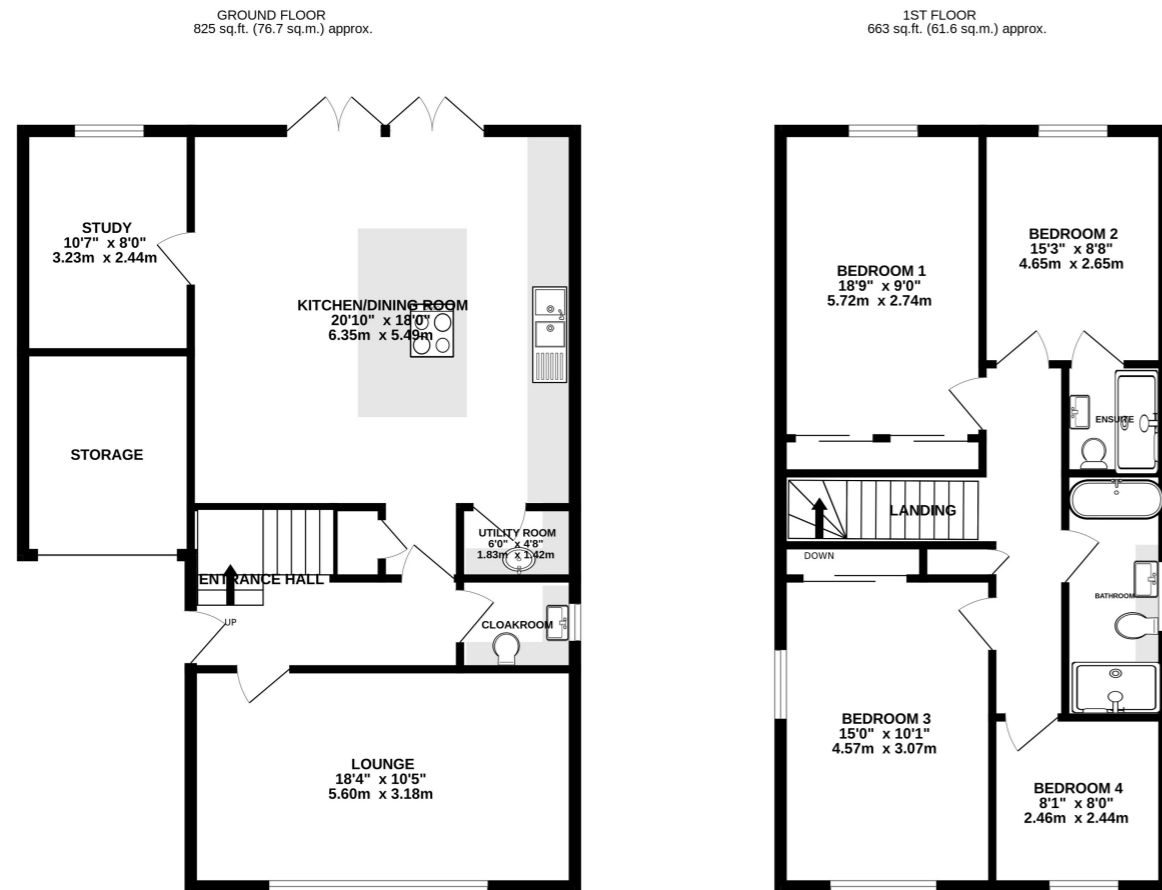 GROUND FLOOR
825 sq.ft. (76.7 sq.m.) approx.
STUDY
10'7" x 8'0"
3.23m x 2.44m
KITCHEN/DINING ROOM
20'10" x 18'0"
6.35m x 5.49m
STORAGE
UTILITY ROOM
6'0" x 4'8"
1.83m x 1.42m
ENTRANCE HALL
UP
CLOAKROOM
LOUNGE
18'4" x 10'5"
5.60m x 3.18m
1ST FLOOR
663 sq.ft. (61.6 sq.m.) approx.
BEDROOM 1
18'9" x 9'0"
5.72m x 2.74m
BEDROOM 2
15'3" x 8'8"
4.65m x 2.65m
ENSUITE
LANDING
DOWN
BATHROOM
BEDROOM 3
15'0" x 10'1"
4.57m x 3.07m
BEDROOM 4
8'1" x 8'0"
2.46m x 2.44m